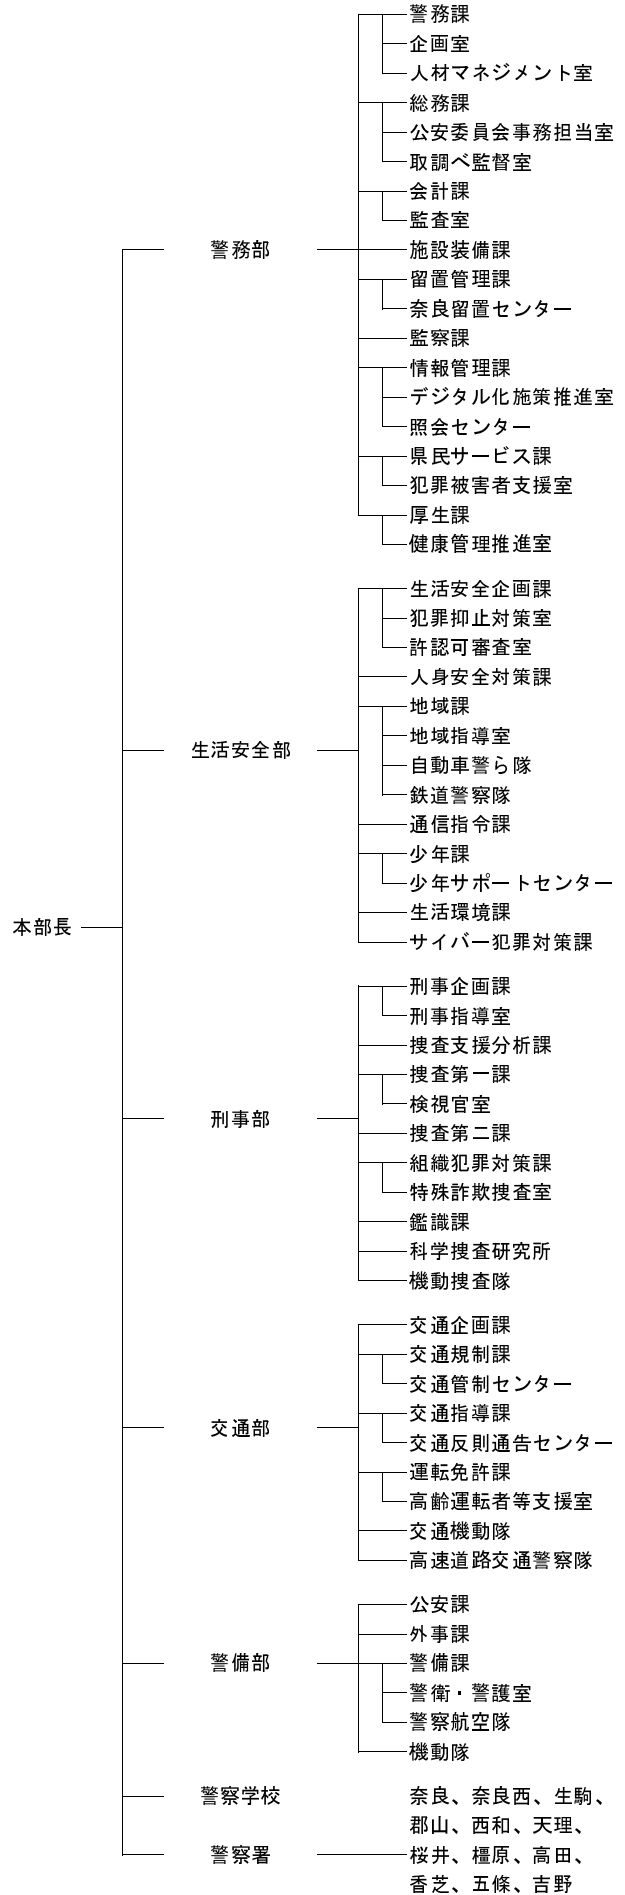 警務課
企画室
人材マネジメント室
総務課
公安委員会事務担当室
取調べ監督室
会計課
監査室
警務部
施設装備課
留置管理課
奈良留置センター
監察課
情報管理課
デジタル化施策推進室
照会センター
県民サービス課
犯罪被害者支援室
厚生課
健康管理推進室
生活安全企画課
犯罪抑止対策室
許認可審査室
人身安全対策課
地域課
地域指導室
生活安全部
自動車警ら隊
鉄道警察隊
通信指令課
少年課
少年サポートセンター
生活環境課
本部長
サイバー犯罪対策課
刑事企画課
刑事指導室
捜査支援分析課
捜査第一課
検視官室
刑事部
捜査第二課
組織犯罪対策課
特殊詐欺捜査室
鑑識課
科学捜査研究所
機動捜査隊
交通企画課
交通規制課
交通管制センター
交通指導課
交通部
交通反則通告センター
運転免許課
高齢運転者等支援室
交通機動隊
高速道路交通警察隊
公安課
外事課
警備部
警備課
警衛・警護室
警察航空隊
機動隊
警察学校
奈良、奈良西、生駒、
郡山、西和、天理、
警察署
桜井、橿原、高田、
香芝、五條、吉野